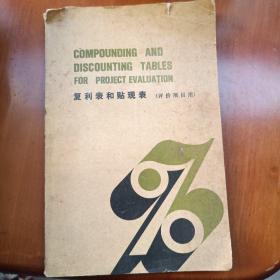 COMPOUNDING AND
DISCOUNTING TABLES
FOR PROJECT EVALUATION
复利表和贴现表 (评价项目用)
%